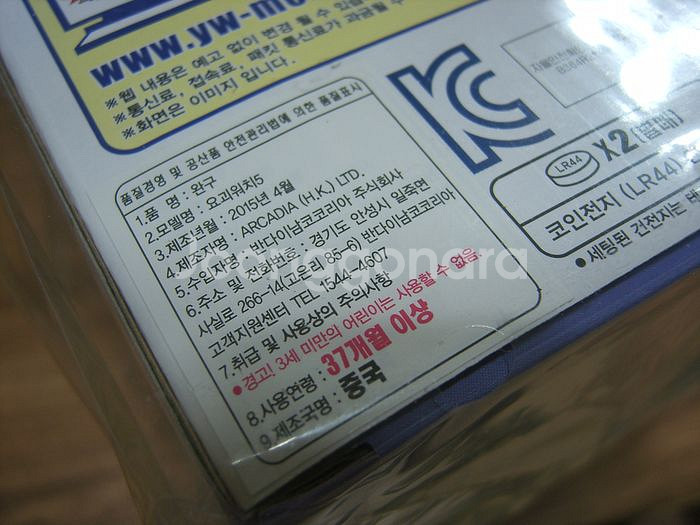 www.yw-mo
※웹 내용은 예고 없이 변경 될 수 있습
※통신료, 접속료, 패킷 통신료가 과금될 수
※화면은 이미지 입니다.
품질경영 및 공산품 안전관리법에 의한 품질표시
1.품 명 : 완구
2.모델명 : 요괴워치5
3.제조년월 : 2015년 4월
4.제조자명 : ARCADIA (H.K.) LTD.
5.수입자명 : 반다이남코코리아 주식회사
6.주소 및 전화번호 : 경기도 안성시 일죽면
사실로 266-14(고은리 85-6) 반다이남코코리아
고객지원센터 TEL.1544-4607
7.취급 및 사용상의 주의사항
•경고! 3세 미만의 어린이는 사용할 수 없음.
8.사용연령 : 37개월 이상
9.제조국명 : 중국
LR44
X2(별매)
코인전지 (LR44)
• 세팅된 건전지는 테
Joonggonara